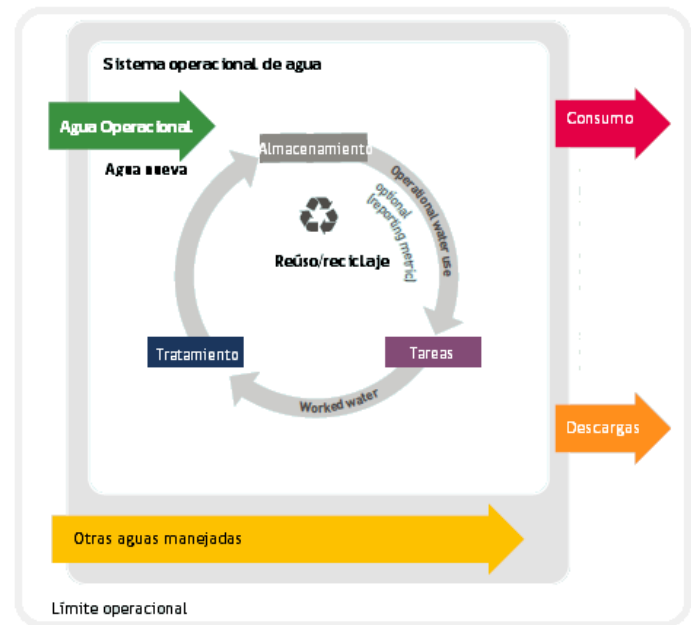 Sistema operacional de agua
Agua Operacional
Consumo
Almacenamiento
Agua nueva
Operational water use
optional
(reporting metric)
Reúso/reciclaje
Tratamiento
Tareas
Worked water
Descargas
Otras aguas manejadas
Límite operacional